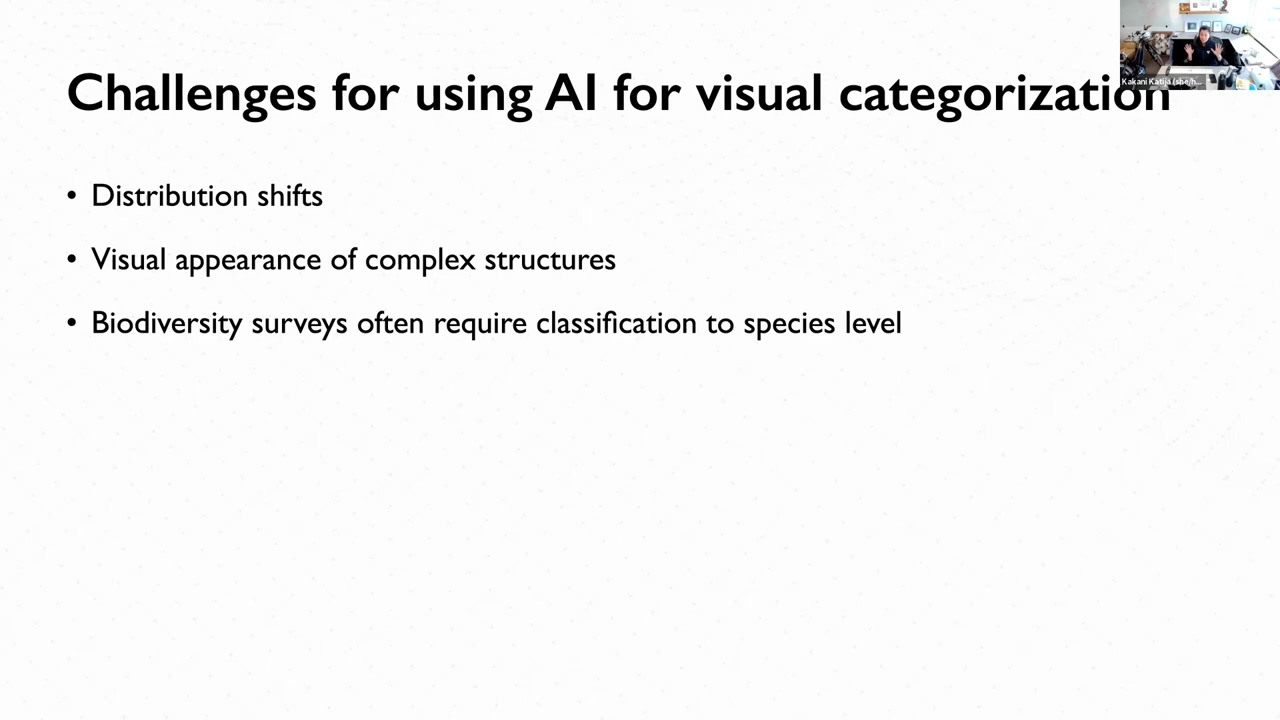 Challenges for using AI for visual categorization
• Distribution shifts
• Visual appearance of complex structures
• Biodiversity surveys often require classification to species level
Kakani Katija (she/h...